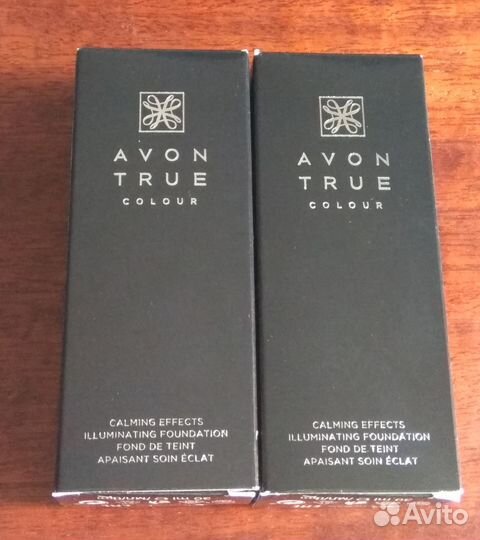 AVON
TRUE
COLOUR
CALMING EFFECTS
ILLUMINATING FOUNDATION
FOND DE TEINT
APAISANT SOIN ÉCLAT
AVON
TRUE
COLOUR
CALMING EFFECTS
ILLUMINATING FOUNDATION
FOND DE TEINT
APAISANT SOIN ÉCLAT
Avito